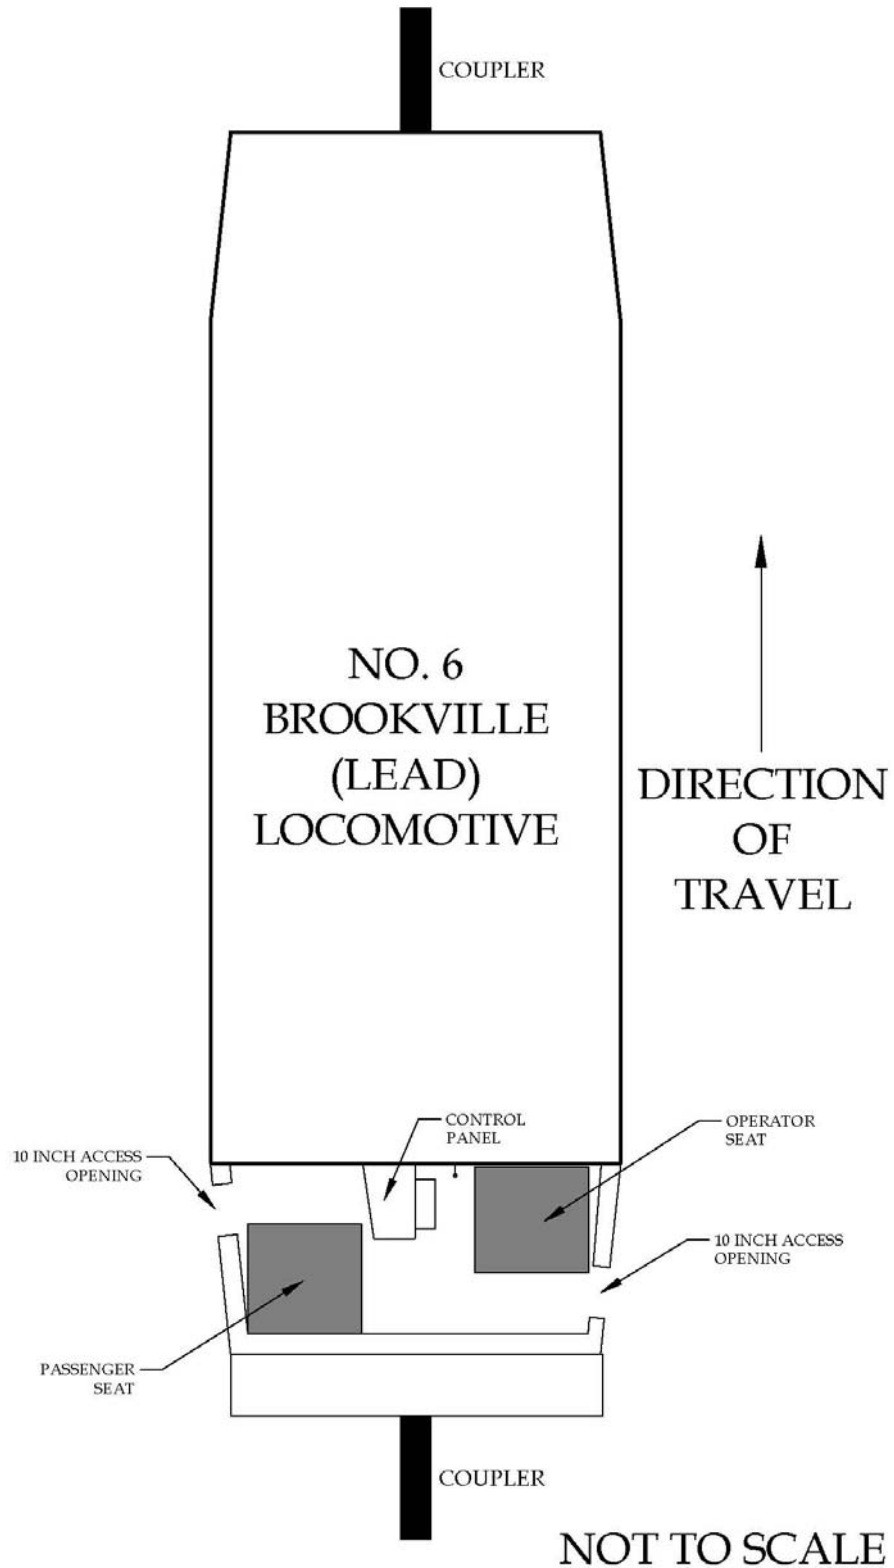 COUPLER
NO. 6
BROOKVILLE
(LEAD)
LOCOMOTIVE
DIRECTION
OF
TRAVEL
CONTROL
PANEL
OPERATOR
SEAT
10 INCH ACCESS
OPENING
10 INCH ACCESS
OPENING
PASSENGER
SEAT
COUPLER
NOT TO SCALE